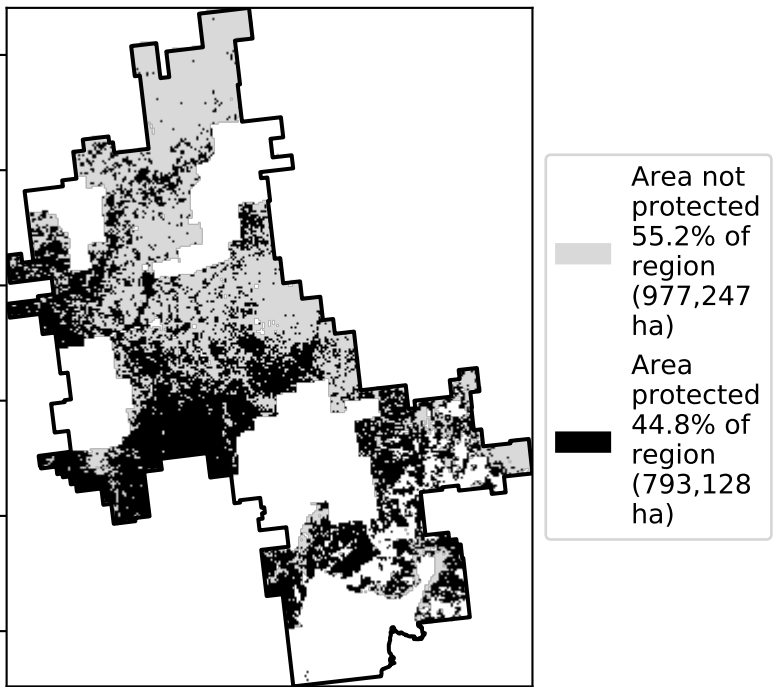 Area not
protected
55.2% of
region
(977,247
ha)
Area
protected
44.8% of
region
(793,128
ha)